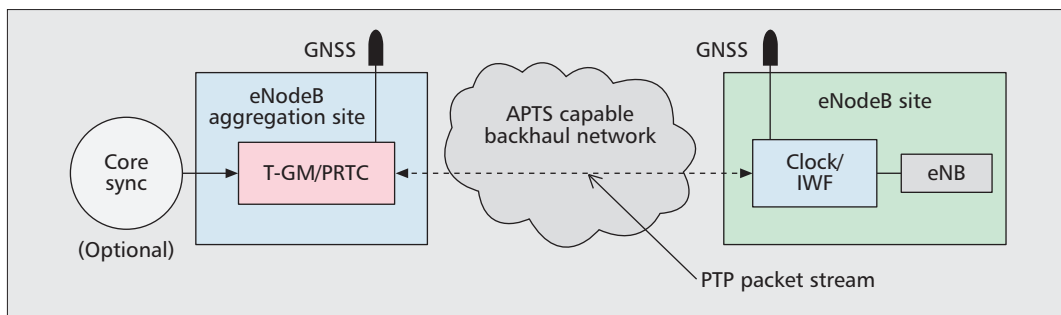 GNSS
GNSS
eNodeB
aggregation site
APTS capable
backhaul network
eNodeB site
Core
sync
T-GM/PRTC
Clock/
IWF
eNB
(Optional)
PTP packet stream